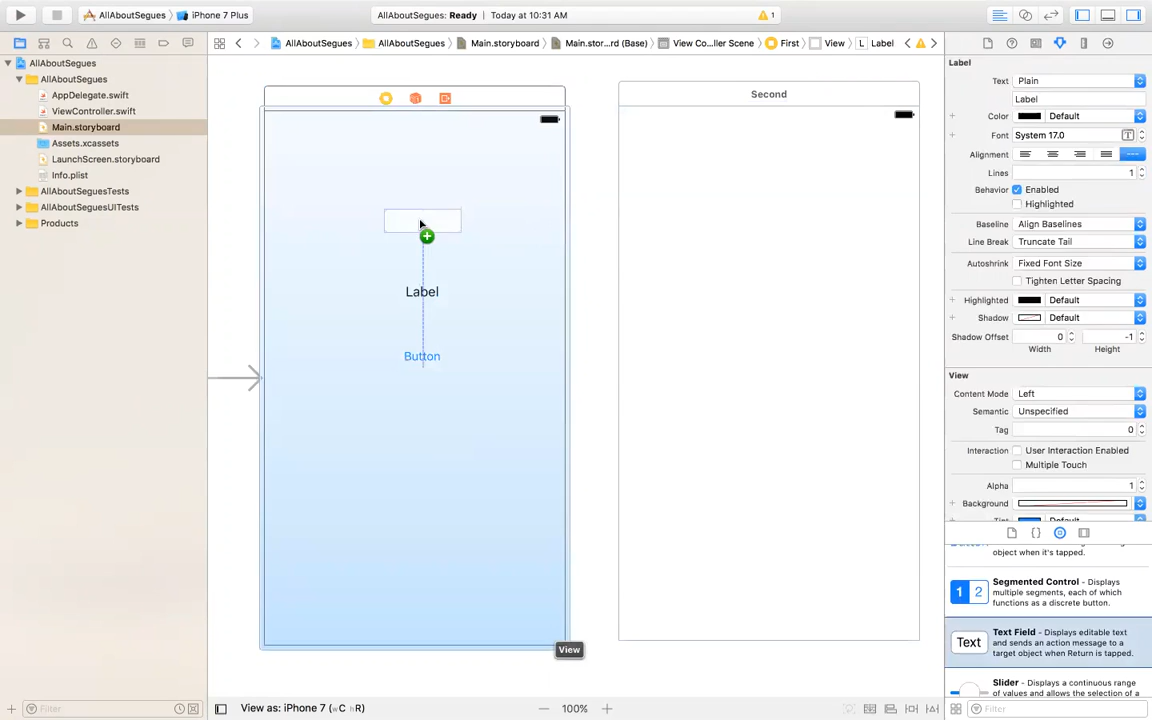 AllAboutSegues
iPhone 7 Plus
AllAboutSegues: Ready
Today at 10:31 AM
1
AllAboutSegues
AllAboutSegues
AllAboutSegues
Main.storyboard
Main.stor...rd (Base)
View Co...ller Scene
First
View
L
Label
AllAboutSegues
AppDelegate.swift
ViewController.swift
Main.storyboard
Assets.xcassets
LaunchScreen.storyboard
Info.plist
AllAboutSeguesTests
AllAboutSeguesUITests
Products
Filter
Second
Label
Button
View
View as: iPhone 7 (wC hR)
100%
Label
Text
Plain
Label
Color
Default
Font
System 17.0
T
Alignment
Lines
1
Behavior
Enabled
Highlighted
Baseline
Align Baselines
Line Break
Truncate Tail
Autoshrink
Fixed Font Size
Tighten Letter Spacing
Highlighted
Default
Shadow
Default
Shadow Offset
0
-1
Width
Height
View
Content Mode
Left
Semantic
Unspecified
Tag
0
Interaction
User Interaction Enabled
Multiple Touch
Alpha
1
Background
Default
object when it's tapped.
1 2
Segmented Control - Displays
multiple segments, each of which
functions as a discrete button.
Text
Text Field - Displays editable text
and sends an action message to a
target object when Return is tapped.
Slider - Displays a continuous range
of values and allows the selection of a
Filter